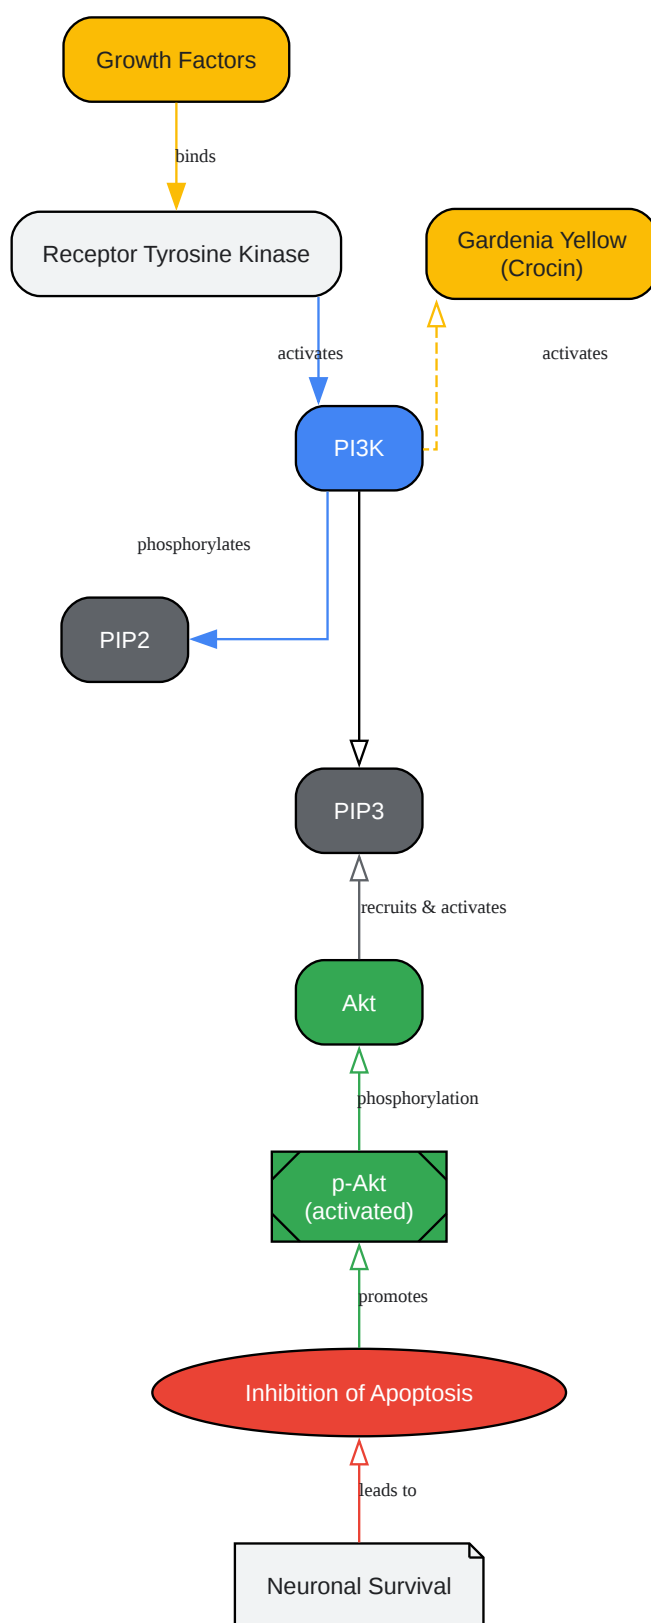 Growth Factors
binds
Receptor Tyrosine Kinase
Gardenia Yellow
(Crocin)
activates
activates
PI3K
phosphorylates
PIP2
PIP3
recruits & activates
Akt
phosphorylation
p-Akt
(activated)
promotes
Inhibition of Apoptosis
leads to
Neuronal Survival